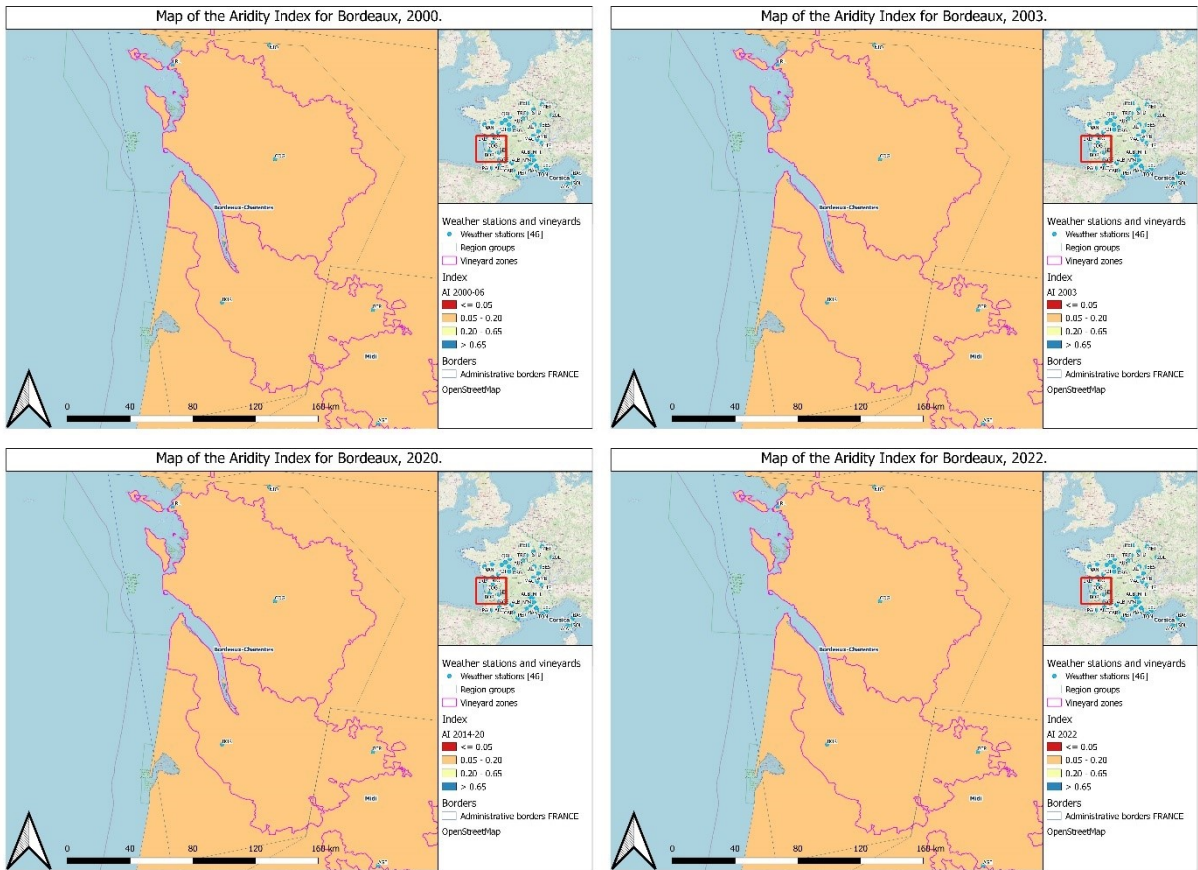 Map of the Aridity Index for Bordeaux, 2000.
Bordeaux-Charentes
Midi
0 40 80 120 160 km
Corsica
Weather stations and vineyards
Weather stations [46]
Region groups
Vineyard zones
Index
AI 2000-06
<= 0.05
0.05 - 0.20
0.20 - 0.65
> 0.65
Borders
Administrative borders FRANCE
OpenStreetMap
Map of the Aridity Index for Bordeaux, 2003.
Bordeaux-Charentes
Midi
0 40 80 120 160 km
Corsica
Weather stations and vineyards
Weather stations [46]
Region groups
Vineyard zones
Index
AI 2003
<= 0.05
0.05 - 0.20
0.20 - 0.65
> 0.65
Borders
Administrative borders FRANCE
OpenStreetMap
Map of the Aridity Index for Bordeaux, 2020.
Bordeaux-Charentes
Midi
0 40 80 120 160 km
Corsica
Weather stations and vineyards
Weather stations [46]
Region groups
Vineyard zones
Index
AI 2014-20
<= 0.05
0.05 - 0.20
0.20 - 0.65
> 0.65
Borders
Administrative borders FRANCE
OpenStreetMap
Map of the Aridity Index for Bordeaux, 2022.
Bordeaux-Charentes
Midi
0 40 80 120 160 km
Corsica
Weather stations and vineyards
Weather stations [46]
Region groups
Vineyard zones
Index
AI 2022
<= 0.05
0.05 - 0.20
0.20 - 0.65
> 0.65
Borders
Administrative borders FRANCE
OpenStreetMap